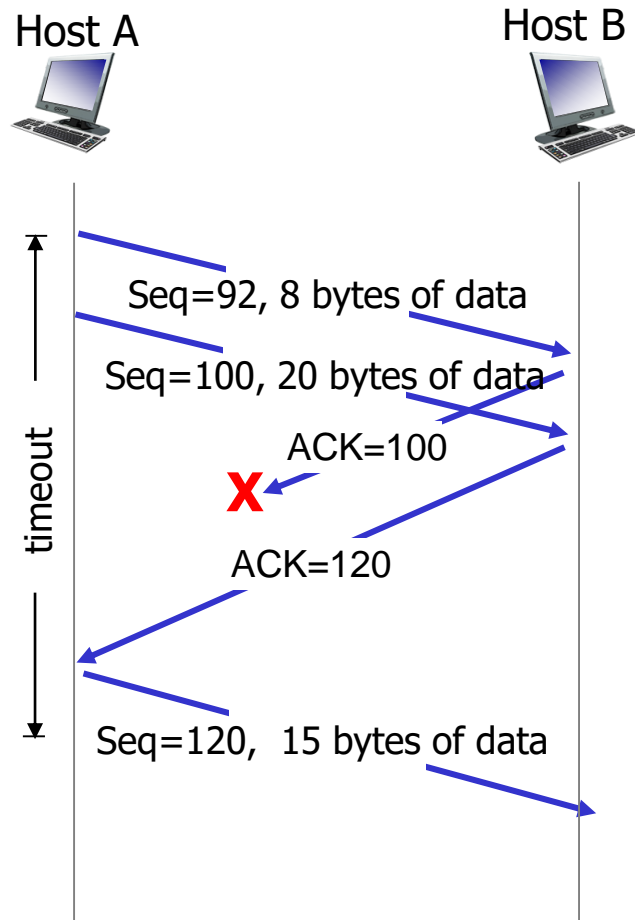 Host A
Host B
Seq=92, 8 bytes of data
Seq=100, 20 bytes of data
ACK=100
X
timeout
ACK=120
Seq=120, 15 bytes of data